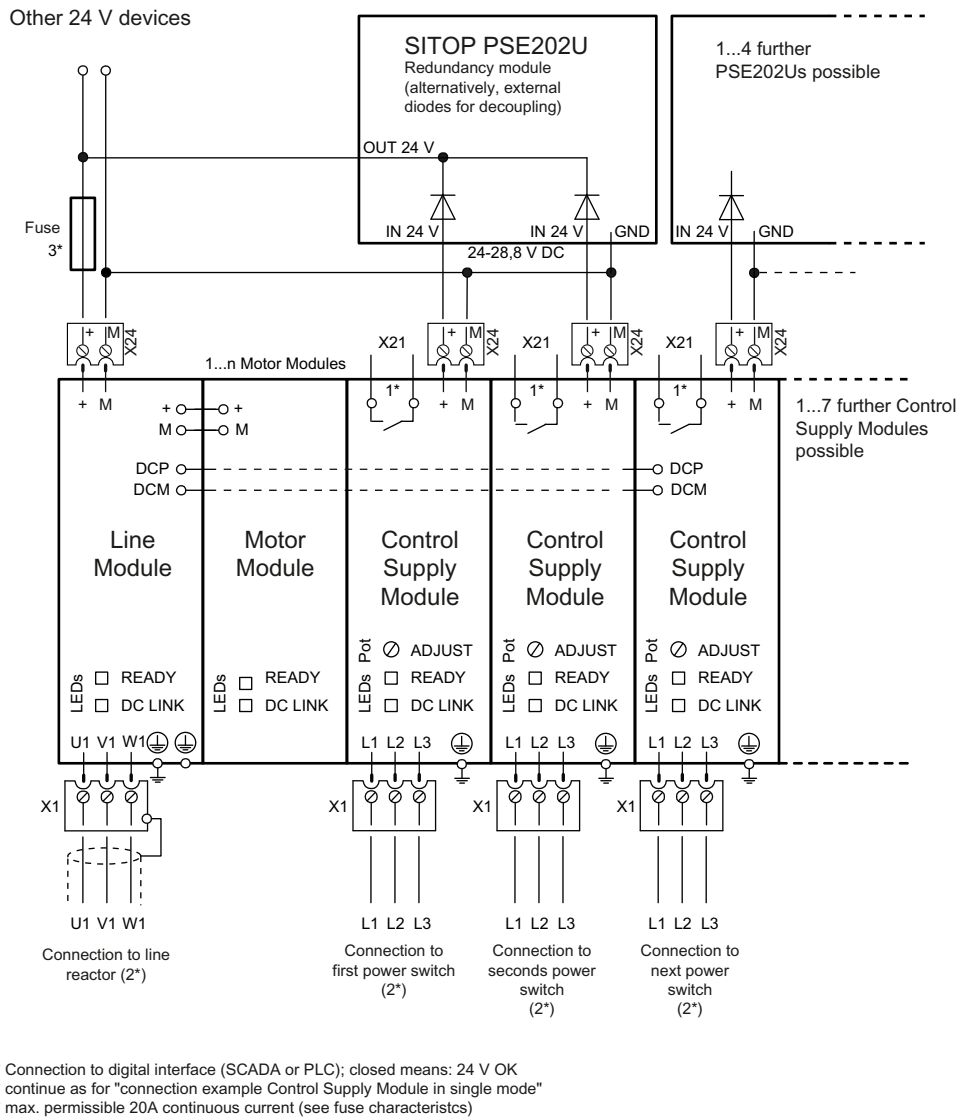 Other 24 V devices
SITOP PSE202U
Redundancy module
(alternatively, external
diodes for decoupling)
1...4 further
PSE202Us possible
OUT 24 V
Fuse
3*
IN 24 V
IN 24 V
GND
IN 24 V
GND
24-28,8 V DC
+ M
X24
X21
+ M
X24
X21
+ M
X24
X21
+ M
X24
1...n Motor Modules
+ M
1*
+ M
1*
+ M
1*
+ M
1...7 further Control
Supply Modules
possible
+ +
M M
DCP DCP
DCM DCM
Line
Module
Motor
Module
Control
Supply
Module
Control
Supply
Module
Control
Supply
Module
LEDs
READY
DC LINK
LEDs
READY
DC LINK
LEDs Pot
ADJUST
READY
DC LINK
LEDs Pot
ADJUST
READY
DC LINK
LEDs Pot
ADJUST
READY
DC LINK
U1 V1 W1
L1 L2 L3
L1 L2 L3
L1 L2 L3
X1
X1
X1
X1
U1 V1 W1
L1 L2 L3
L1 L2 L3
L1 L2 L3
Connection to line
reactor (2*)
Connection to
first power switch
(2*)
Connection to
seconds power
switch
(2*)
Connection to
next power
switch
(2*)
Connection to digital interface (SCADA or PLC); closed means: 24 V OK
continue as for "connection example Control Supply Module in single mode"
max. permissible 20A continuous current (see fuse characteristcs)